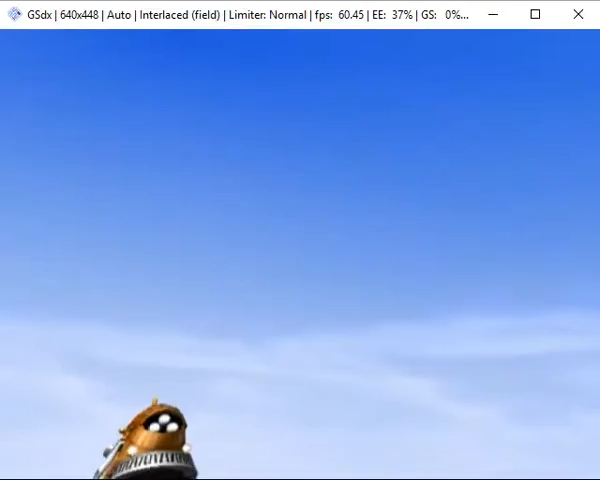 GSdx | 640x448 | Auto | Interlaced (field) | Limiter: Normal | fps: 60.45 | EE: 37% | GS: 0%...